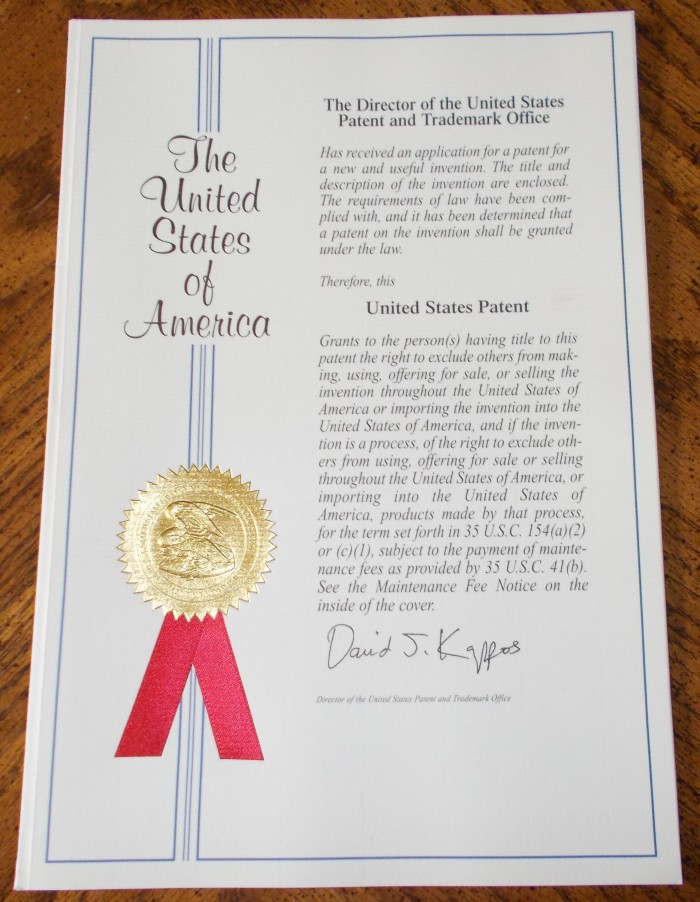 The
United
States
of
America
The Director of the United States
Patent and Trademark Office
Has received an application for a patent for
a new and useful invention. The title and
description of the invention are enclosed.
The requirements of law have been com-
plied with, and it has been determined that
a patent on the invention shall be granted
under the law.
Therefore, this
United States Patent
Grants to the person(s) having title to this
patent the right to exclude others from mak-
ing, using, offering for sale, or selling the
invention throughout the United States of
America or importing the invention into the
United States of America, and if the inven-
tion is a process, of the right to exclude oth-
ers from using, offering for sale or selling
throughout the United States of America, or
importing into the United States of
America, products made by that process,
for the term set forth in 35 U.S.C. 154(a)(2)
or (c)(1), subject to the payment of mainte-
nance fees as provided by 35 U.S.C. 41(b).
See the Maintenance Fee Notice on the
inside of the cover.
David J. Kappos
Director of the United States Patent and Trademark Office